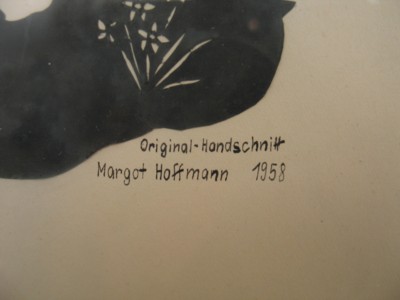 Original-Handschnitt
Margot Hoffmann 1958